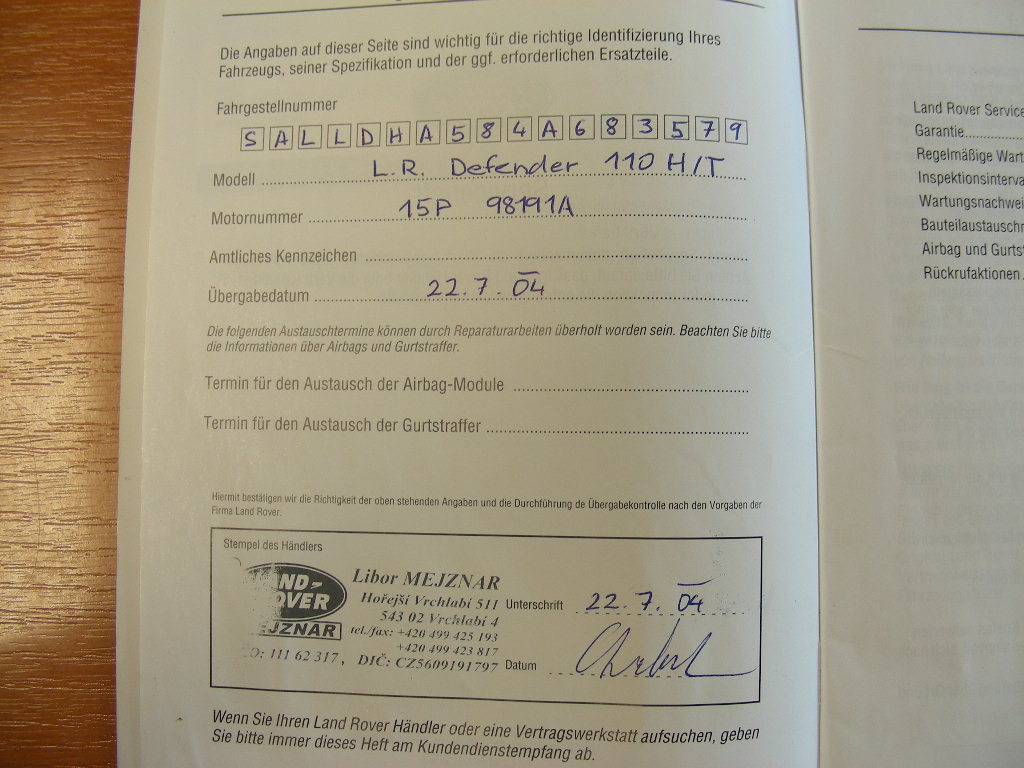 Die Angaben auf dieser Seite sind wichtig für die richtige Identifizierung Ihres
Fahrzeugs, seiner Spezifikation und der ggf. erforderlichen Ersatzteile.
Fahrgestellnummer
SALLDHA584A683579
Modell L.R. Defender 110 H/T
Motornummer 15P 98191A
Amtliches Kennzeichen
Übergabedatum 22.7.04
Die folgenden Austauschtermine können durch Reparaturarbeiten überholt worden sein. Beachten Sie bitte
die Informationen über Airbags und Gurtstraffer.
Termin für den Austausch der Airbag-Module
Termin für den Austausch der Gurtstraffer
Hiermit bestätigen wir die Richtigkeit der oben stehenden Angaben und die Durchführung de Übergabekontrolle nach den Vorgaben der
Firma Land Rover.
Stempel des Händlers
Libor MEJZNAR
Hořejší Vrchlabí 511
543 02 Vrchlabí 4
tel./fax: +420 499 425 193
+420 499 423 817
111 62 317, DIČ: CZ5609191797
Unterschrift 22.7.04
Datum
Wenn Sie Ihren Land Rover Händler oder eine Vertragswerkstatt aufsuchen, geben
Sie bitte immer dieses Heft am Kundendienstempfang ab.
Land Rover Service
Garantie
Regelmäßige Wart
Inspektionsinterva
Wartungsnachwei
Bauteilaustauschn
Airbag und Gurtst
Rückrufaktionen